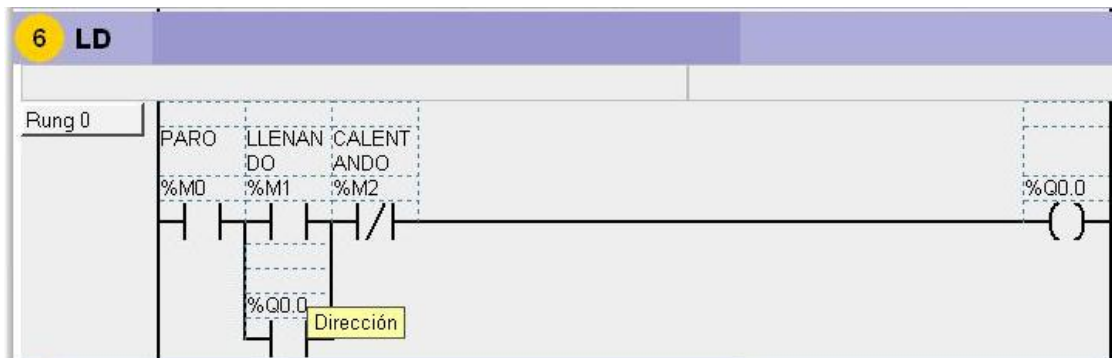 6 LD
Rung 0
PARO LLENAN CALENT
DO ANDO
%M0 %M1 %M2 %Q0.0
%Q0.0
Dirección